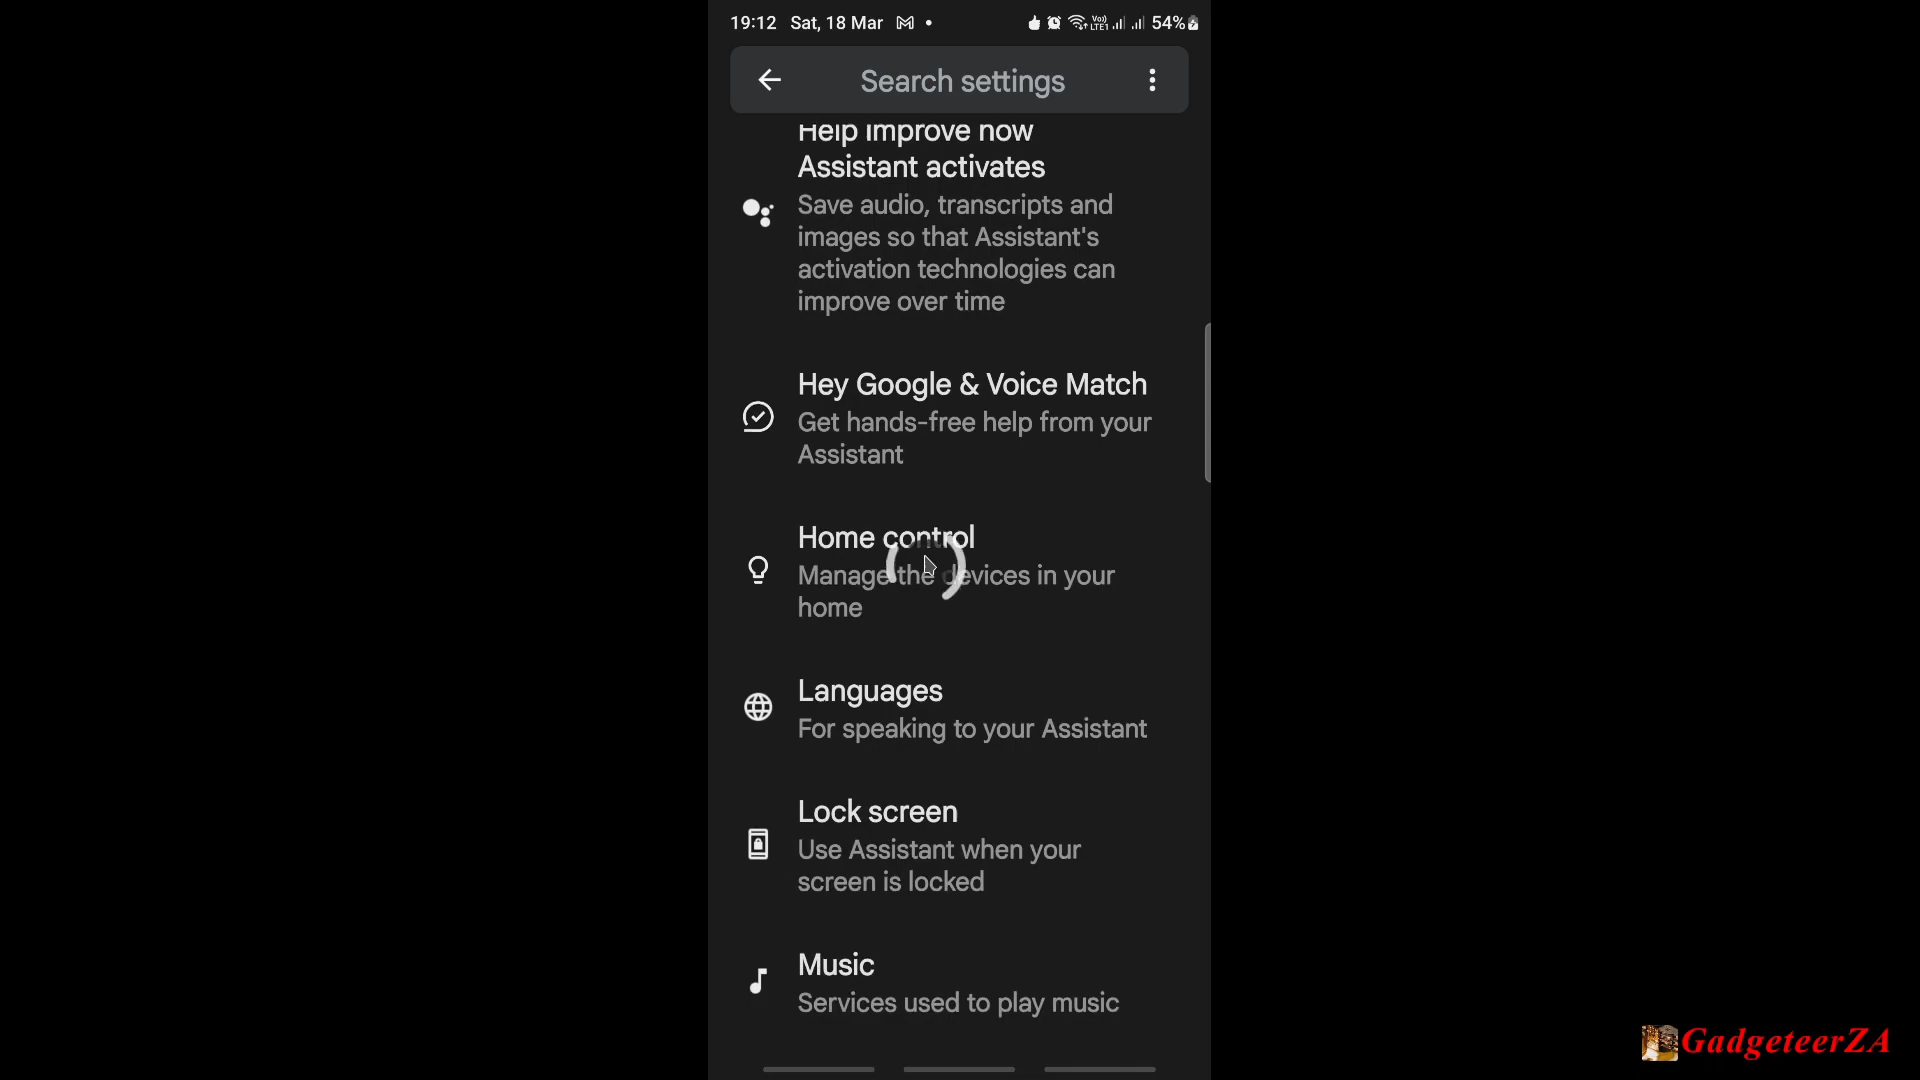 19:12 Sat, 18 Mar
Vo)) LTE1 54%
Search settings
Help improve how
Assistant activates
Save audio, transcripts and
images so that Assistant's
activation technologies can
improve over time
Hey Google & Voice Match
Get hands-free help from your
Assistant
Home control
Manage the devices in your
home
Languages
For speaking to your Assistant
Lock screen
Use Assistant when your
screen is locked
Music
Services used to play music
GadgeteerZA